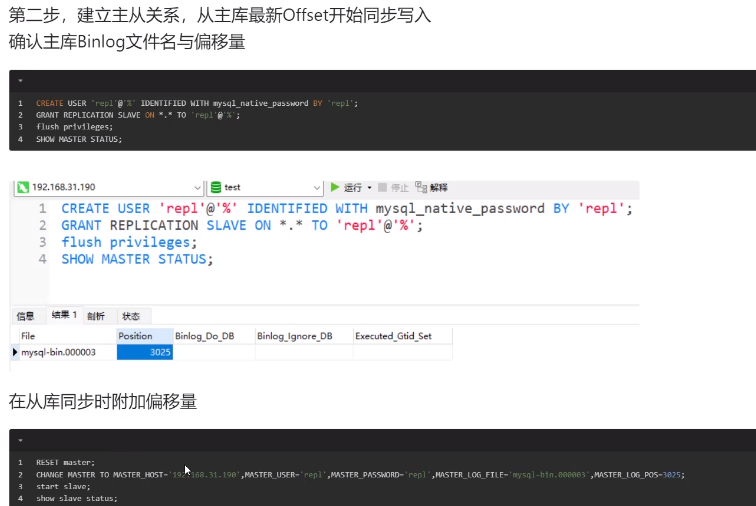 第二步，建立主从关系，从主库最新Offset开始同步写入
确认主库Binlog文件名与偏移量
1 CREATE USER 'repl'@'%' IDENTIFIED WITH mysql_native_password BY 'repl';
2 GRANT REPLICATION SLAVE ON *.* TO 'repl'@'%';
3 flush privileges;
4 SHOW MASTER STATUS;
192.168.31.190 test 运行 停止 解释
1 CREATE USER 'repl'@'%' IDENTIFIED WITH mysql_native_password BY 'repl';
2 GRANT REPLICATION SLAVE ON *.* TO 'repl'@'%';
3 flush privileges;
4 SHOW MASTER STATUS;
信息 结果 1 剖析 状态
File Position Binlog_Do_DB Binlog_Ignore_DB Executed_Gtid_Set
mysql-bin.000003 3025
在从库同步时附加偏移量
1 RESET master;
2 CHANGE MASTER TO MASTER_HOST='192.168.31.190',MASTER_USER='repl',MASTER_PASSWORD='repl',MASTER_LOG_FILE='mysql-bin.000003',MASTER_LOG_POS=3025;
3 start slave;
4 show slave status;